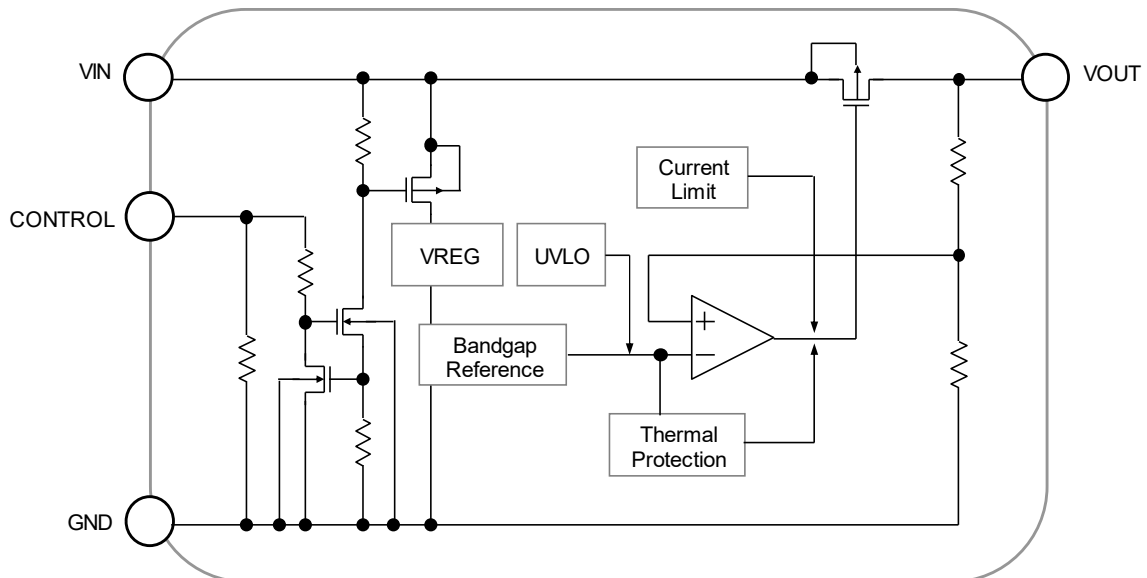 VIN
VOUT
Current
Limit
CONTROL
VREG
UVLO
+
Bandgap
Reference
−
Thermal
Protection
GND